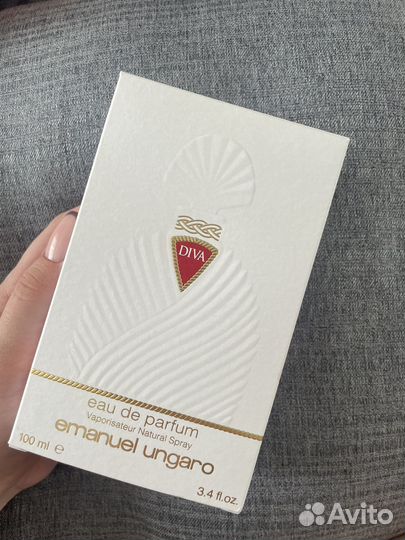 DIVA
eau de parfum
Vaporisateur Natural Spray
emanuel ungaro
100 ml ℮
3.4 fl.oz.
Avito